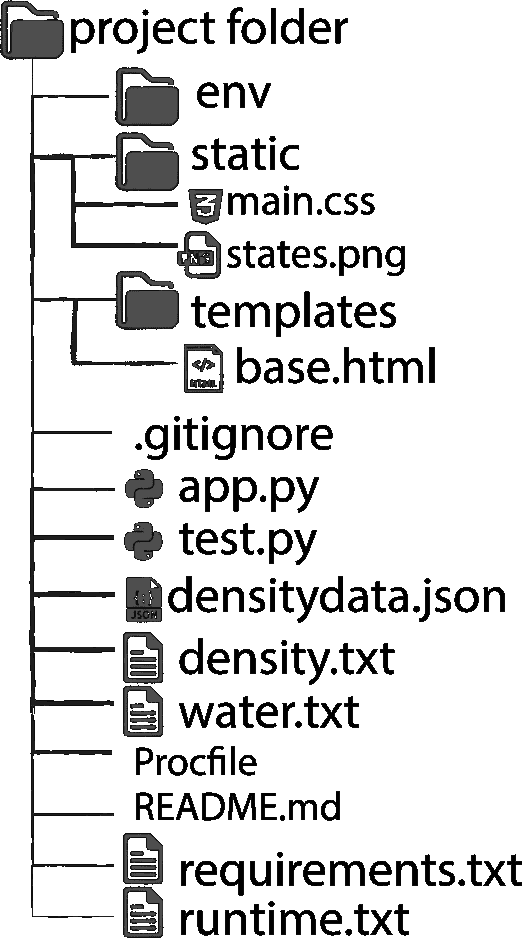 project folder
env
static
main.css
states.png
templates
base.html
.gitignore
app.py
test.py
densitydata.json
density.txt
water.txt
Procfile
README.md
requirements.txt
runtime.txt